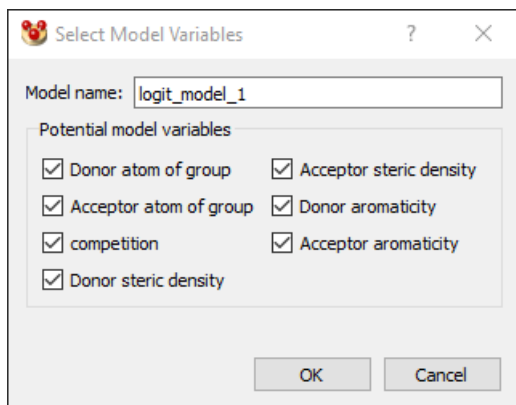 Select Model Variables ?
Model name: logit_model_1
Potential model variables
Donor atom of group
Acceptor steric density
Acceptor atom of group
Donor aromaticity
competition
Acceptor aromaticity
Donor steric density
OK
Cancel